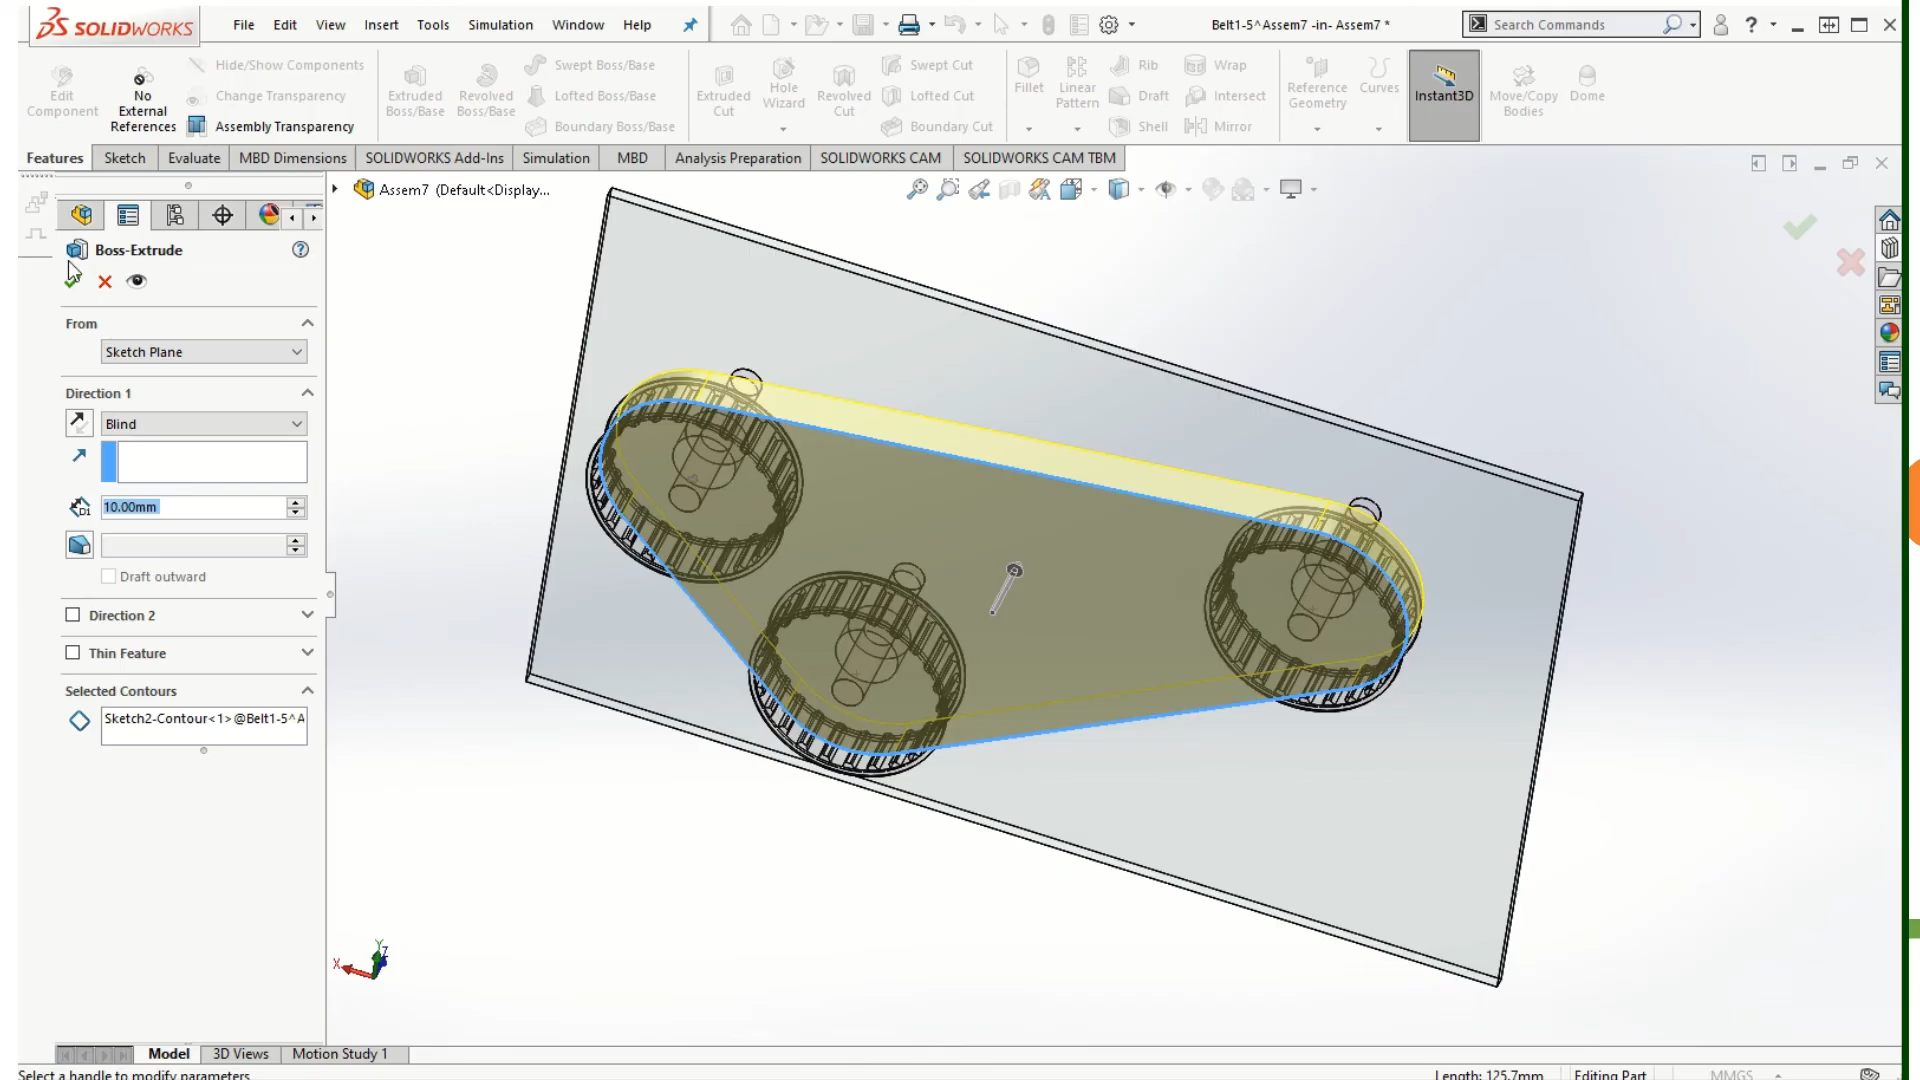 SOLIDWORKS
File Edit View Insert Tools Simulation Window Help
Belt1-5^Assem7 -in- Assem7 *
Search Commands
Edit Component
No External References
Hide/Show Components
Change Transparency
Assembly Transparency
Extruded Boss/Base
Revolved Boss/Base
Swept Boss/Base
Lofted Boss/Base
Boundary Boss/Base
Extruded Cut
Hole Wizard
Revolved Cut
Swept Cut
Lofted Cut
Boundary Cut
Fillet
Linear Pattern
Rib
Draft
Shell
Wrap
Intersect
Mirror
Reference Geometry
Curves
Instant3D
Move/Copy Bodies
Dome
Features Sketch Evaluate MBD Dimensions SOLIDWORKS Add-Ins Simulation MBD Analysis Preparation SOLIDWORKS CAM SOLIDWORKS CAM TBM
Assem7 (Default<Display...
Boss-Extrude
From
Sketch Plane
Direction 1
Blind
10.00mm
Draft outward
Direction 2
Thin Feature
Selected Contours
Sketch2-Contour<1>@Belt1-5^A
X
Y
Z
Model 3D Views Motion Study 1
Select a handle to modify parameters
Length: 125.7mm Editing Part MMGS